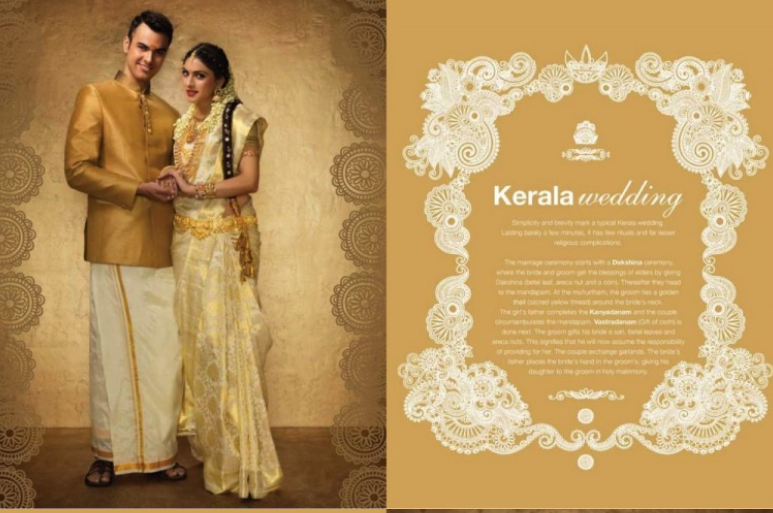 Kerala wedding
Simplicity and brevity mark a typical Kerala wedding.
Lasting barely a few minutes, it has few rituals and far lesser
religious complications.
The marriage ceremony starts with a Dakshina ceremony,
where the bride and groom get the blessings of elders by giving
Dakshina (betel leaf, areca nut and a coin). Thereafter they head
to the mandapam. At the muhurtham, the groom ties a golden
thali (sacred yellow thread) around the bride's neck.
The girl's father completes the Kanyadanam and the couple
circumambulates the mandapam. Vastradanam (Gift of cloth) is
done next. The groom gifts his bride a sari, betel leaves and
areca nuts. This signifies that he will now assume the responsibility
of providing for her. The couple exchange garlands. The bride's
father places the bride's hand in the groom's, giving his
daughter to the groom in holy matrimony.